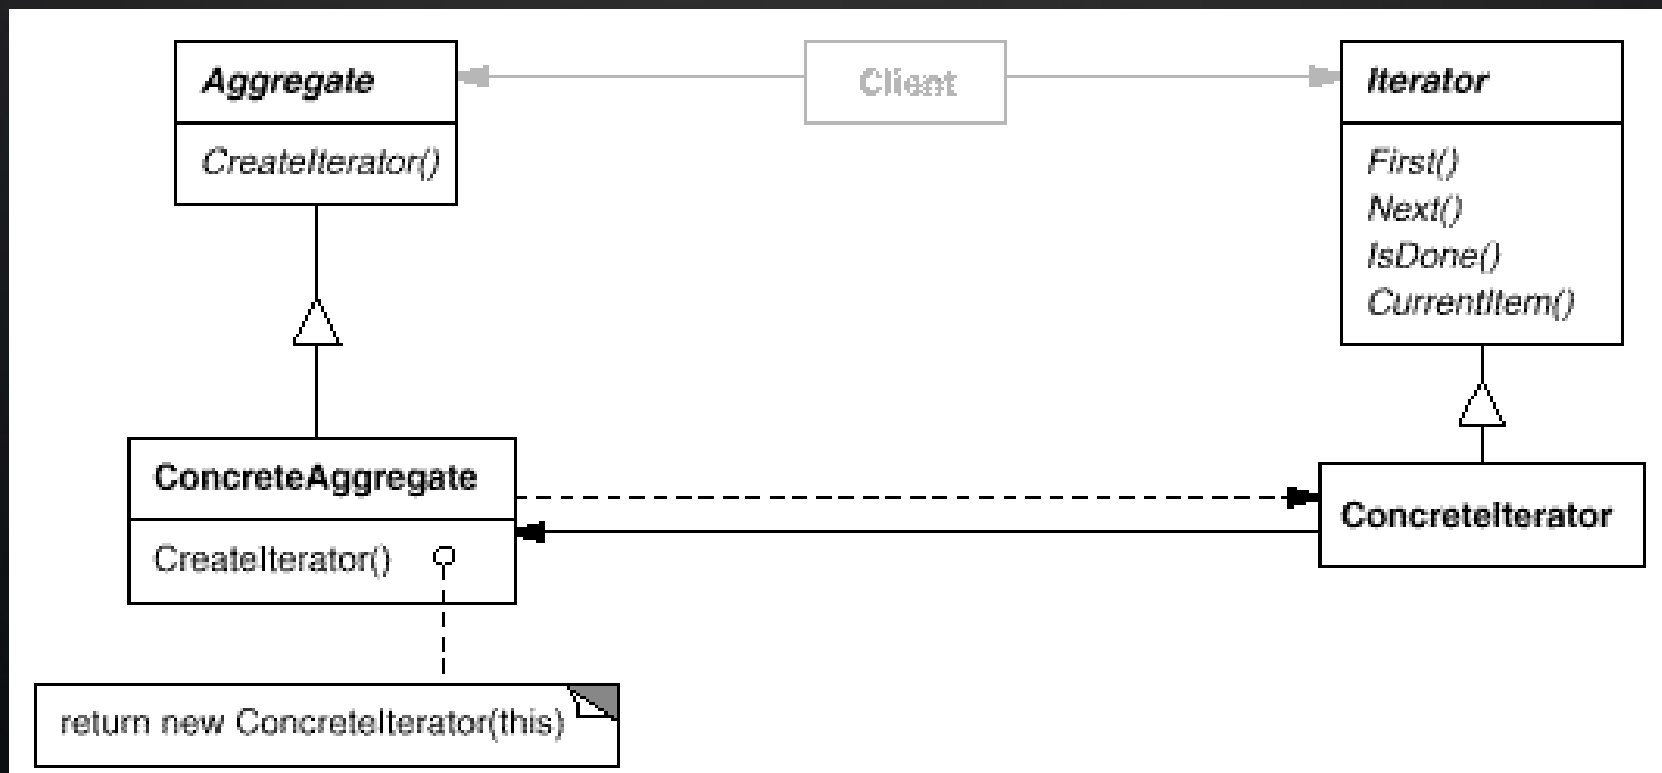 Aggregate
CreateIterator()
Client
Iterator
First()
Next()
IsDone()
CurrentItem()
ConcreteAggregate
CreateIterator()
ConcreteIterator
return new ConcreteIterator(this)